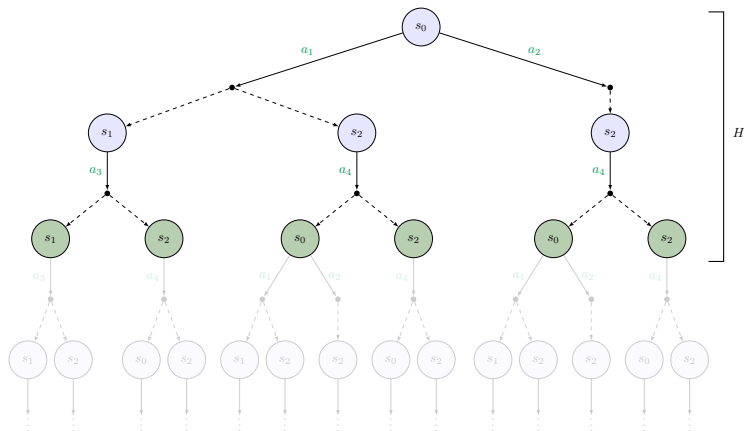 s₀
a₁ a₂
H
s₁ s₂ s₂
a₃ a₄ a₄
s₁ s₂ s₀ s₂ s₀ s₂
a₃ a₄ a₁ a₂ a₄ a₁ a₂ a₄
s₁ s₂ s₀ s₂ s₁ s₂ s₂ s₀ s₂ s₁ s₂ s₂ s₀ s₂